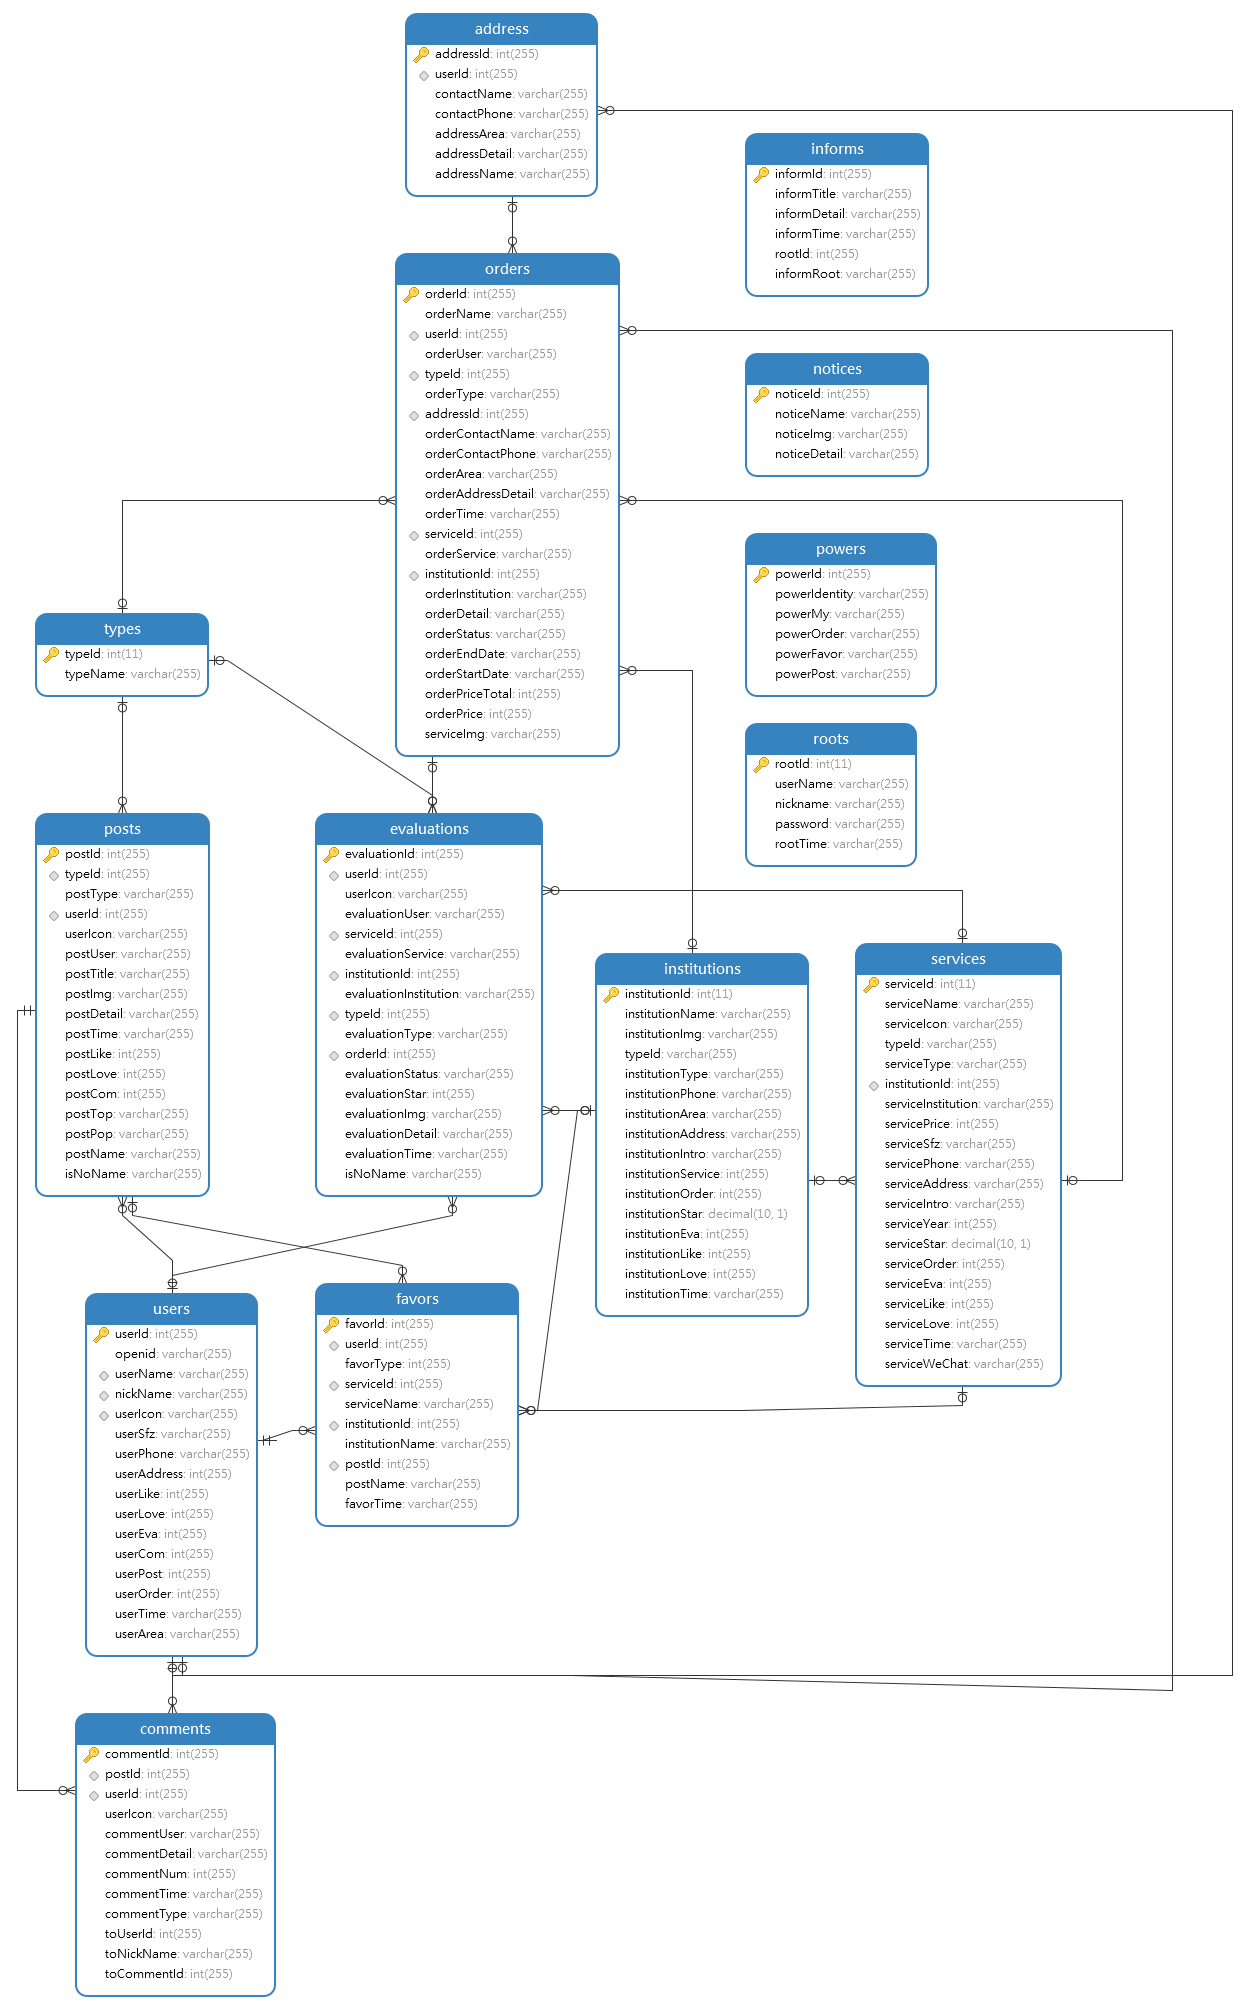 address
addressId: int(255)
userId: int(255)
contactName: varchar(255)
contactPhone: varchar(255)
addressArea: varchar(255)
addressDetail: varchar(255)
addressName: varchar(255)
informs
informId: int(255)
informTitle: varchar(255)
informDetail: varchar(255)
informTime: varchar(255)
rootId: int(255)
informRoot: varchar(255)
orders
orderId: int(255)
orderName: varchar(255)
userId: int(255)
orderUser: varchar(255)
typeId: int(255)
orderType: varchar(255)
addressId: int(255)
orderContactName: varchar(255)
orderContactPhone: varchar(255)
orderArea: varchar(255)
orderAddressDetail: varchar(255)
orderTime: varchar(255)
serviceId: int(255)
orderService: varchar(255)
institutionId: int(255)
orderInstitution: varchar(255)
orderDetail: varchar(255)
orderStatus: varchar(255)
orderEndDate: varchar(255)
orderStartDate: varchar(255)
orderPriceTotal: int(255)
orderPrice: int(255)
serviceImg: varchar(255)
notices
noticeId: int(255)
noticeName: varchar(255)
noticeImg: varchar(255)
noticeDetail: varchar(255)
powers
powerId: int(255)
powerIdentity: varchar(255)
powerMy: varchar(255)
powerOrder: varchar(255)
powerFavor: varchar(255)
powerPost: varchar(255)
types
typeId: int(11)
typeName: varchar(255)
roots
rootId: int(11)
userName: varchar(255)
nickname: varchar(255)
password: varchar(255)
rootTime: varchar(255)
posts
postId: int(255)
typeId: int(255)
postType: varchar(255)
userId: int(255)
userIcon: varchar(255)
postUser: varchar(255)
postTitle: varchar(255)
postImg: varchar(255)
postDetail: varchar(255)
postTime: varchar(255)
postLike: int(255)
postLove: int(255)
postCom: int(255)
postTop: varchar(255)
postPop: varchar(255)
postName: varchar(255)
isNoName: varchar(255)
evaluations
evaluationId: int(255)
userId: int(255)
userIcon: varchar(255)
evaluationUser: varchar(255)
serviceId: int(255)
evaluationService: varchar(255)
institutionId: int(255)
evaluationInstitution: varchar(255)
typeId: int(255)
evaluationType: varchar(255)
orderId: int(255)
evaluationStatus: varchar(255)
evaluationStar: int(255)
evaluationImg: varchar(255)
evaluationDetail: varchar(255)
evaluationTime: varchar(255)
isNoName: varchar(255)
institutions
institutionId: int(11)
institutionName: varchar(255)
institutionImg: varchar(255)
typeId: varchar(255)
institutionType: varchar(255)
institutionPhone: varchar(255)
institutionArea: varchar(255)
institutionAddress: varchar(255)
institutionIntro: varchar(255)
institutionService: int(255)
institutionOrder: int(255)
institutionStar: decimal(10, 1)
institutionEva: int(255)
institutionLike: int(255)
institutionLove: int(255)
institutionTime: varchar(255)
services
serviceId: int(11)
serviceName: varchar(255)
serviceIcon: varchar(255)
typeId: varchar(255)
serviceType: varchar(255)
institutionId: int(255)
serviceInstitution: varchar(255)
servicePrice: int(255)
serviceSfz: varchar(255)
servicePhone: varchar(255)
serviceAddress: varchar(255)
serviceIntro: varchar(255)
serviceYear: int(255)
serviceStar: decimal(10, 1)
serviceOrder: int(255)
serviceEva: int(255)
serviceLike: int(255)
serviceLove: int(255)
serviceTime: varchar(255)
serviceWeChat: varchar(255)
users
userId: int(255)
openid: varchar(255)
userName: varchar(255)
nickName: varchar(255)
userIcon: varchar(255)
userSfz: varchar(255)
userPhone: varchar(255)
userAddress: int(255)
userLike: int(255)
userLove: int(255)
userEva: int(255)
userCom: int(255)
userPost: int(255)
userOrder: int(255)
userTime: varchar(255)
userArea: varchar(255)
favors
favorId: int(255)
userId: int(255)
favorType: int(255)
serviceId: int(255)
serviceName: varchar(255)
institutionId: int(255)
institutionName: varchar(255)
postId: int(255)
postName: varchar(255)
favorTime: varchar(255)
comments
commentId: int(255)
postId: int(255)
userId: int(255)
userIcon: varchar(255)
commentUser: varchar(255)
commentDetail: varchar(255)
commentNum: int(255)
commentTime: varchar(255)
commentType: varchar(255)
toUserId: int(255)
toNickName: varchar(255)
toCommentId: int(255)